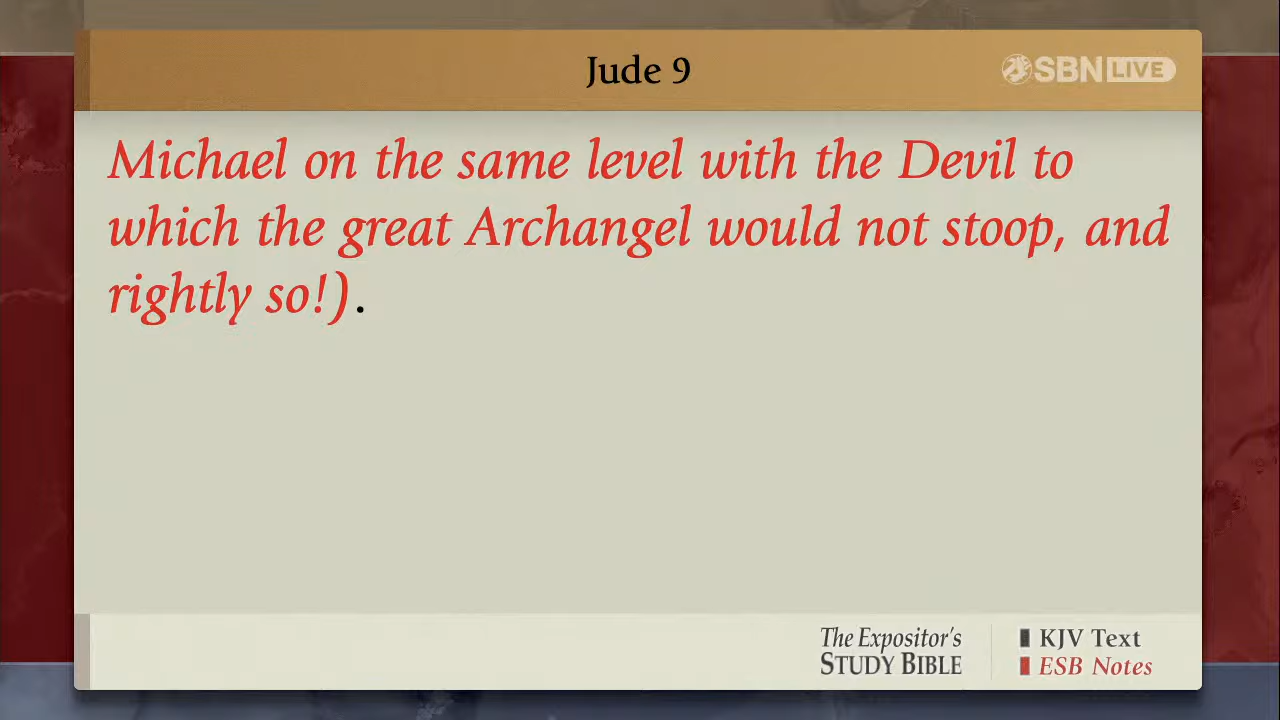 Jude 9
SBN LIVE
Michael on the same level with the Devil to
which the great Archangel would not stoop, and
rightly so!).
The Expositor's
STUDY BIBLE
KJV Text
ESB Notes